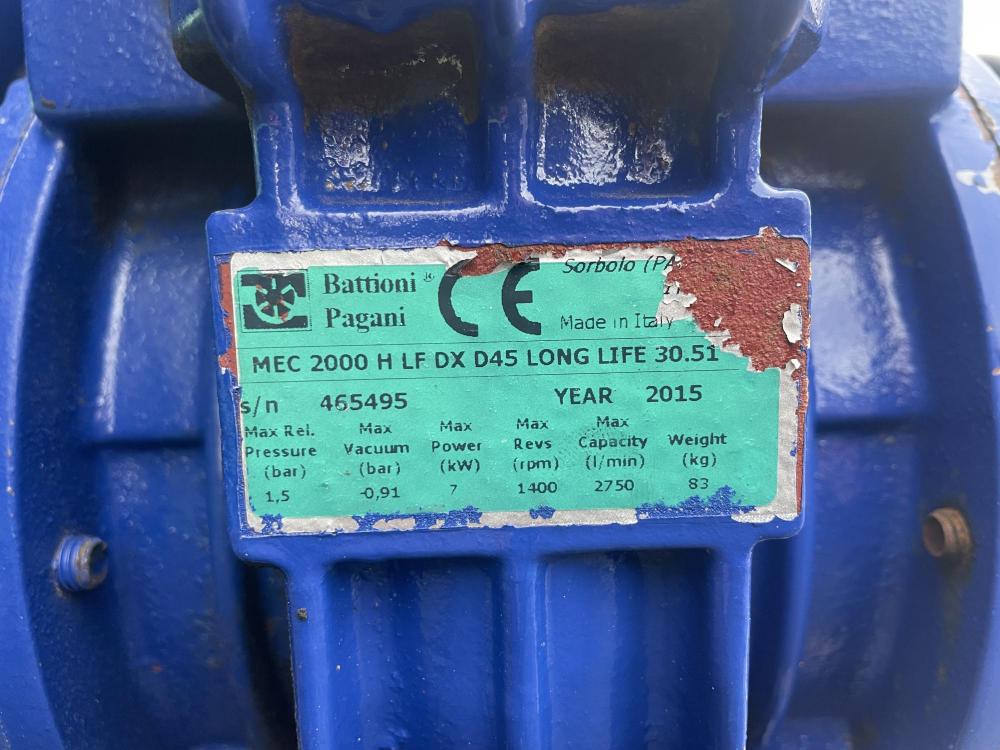 Battioni ®
Pagani
CE
Sorbolo (PA
Made in Italy
MEC 2000 H LF DX D45 LONG LIFE 30.51
s/n 465495 YEAR 2015
Max Rel. Max Max Max Max Weight
Pressure Vacuum Power Revs Capacity (kg)
(bar) (bar) (kW) (rpm) (l/min)
1,5 -0,91 7 1400 2750 83